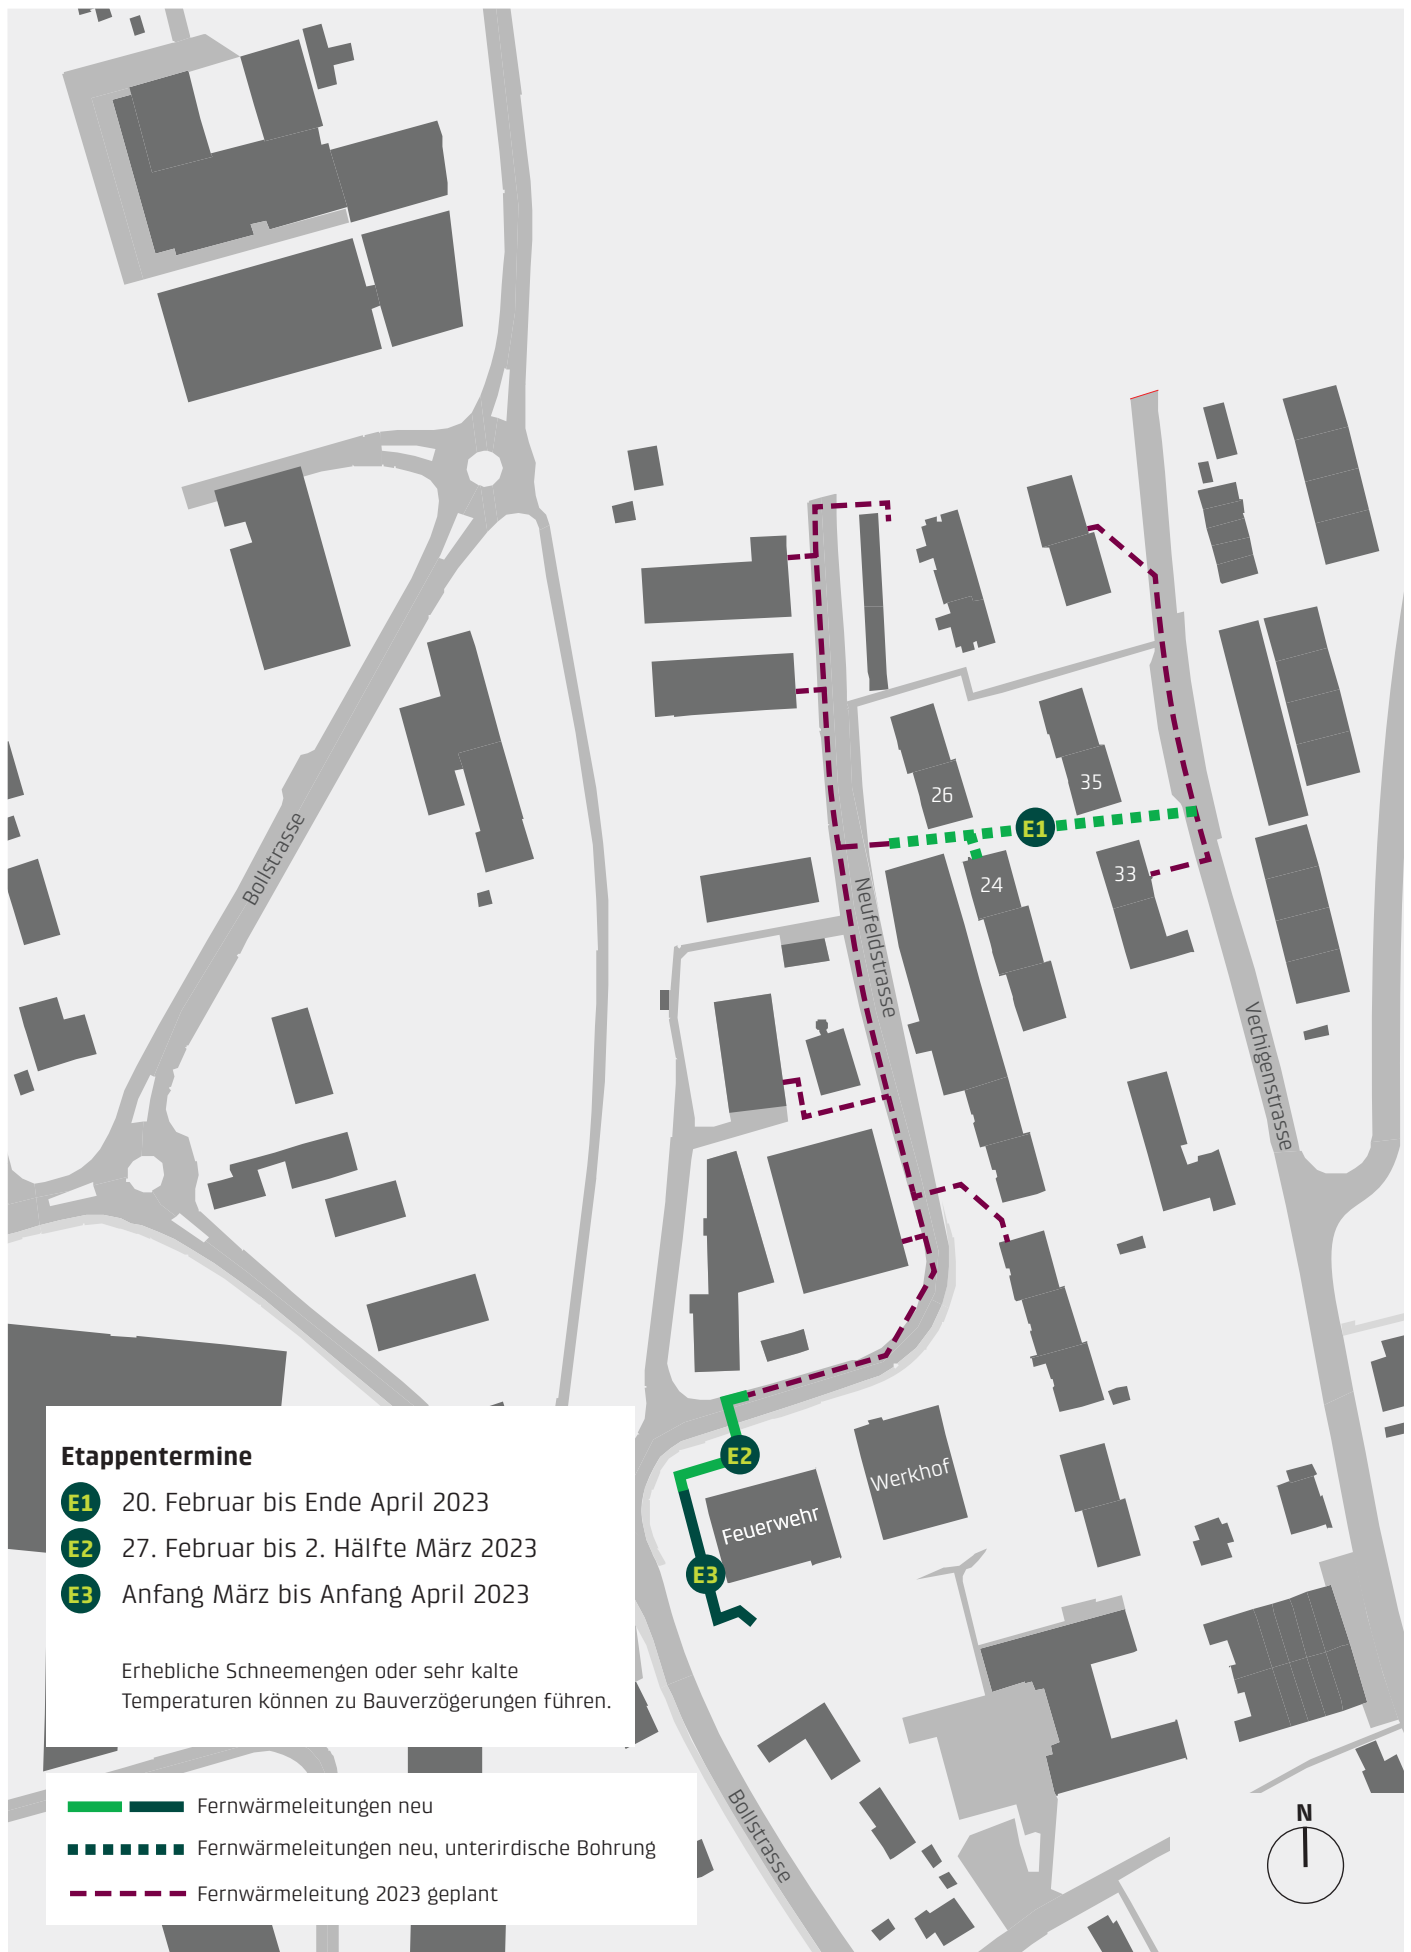 26
35
E1
24
33
Bollstrasse
Neufeldstrasse
Vechigenstrasse
E2
Werkhof
Feuerwehr
E3
Etappentermine
E1 20. Februar bis Ende April 2023
E2 27. Februar bis 2. Hälfte März 2023
E3 Anfang März bis Anfang April 2023
Erhebliche Schneemengen oder sehr kalte
Temperaturen können zu Bauverzögerungen führen.
Bollstrasse
Fernwärmeleitungen neu
Fernwärmeleitungen neu, unterirdische Bohrung
Fernwärmeleitung 2023 geplant
N